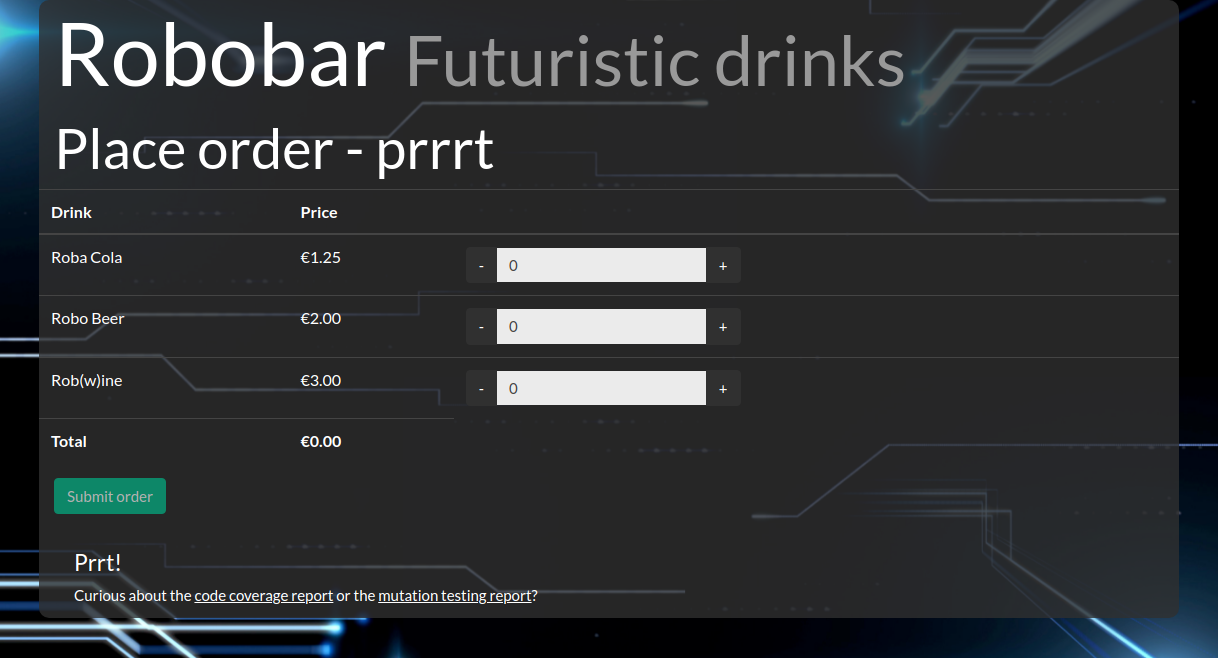 Robobar Futuristic drinks
Place order - prrrt
Drink Price
Roba Cola €1.25 - 0 +
Robo Beer €2.00 - 0 +
Rob(w)ine €3.00 - 0 +
Total €0.00
Submit order
Prrt!
Curious about the code coverage report or the mutation testing report?